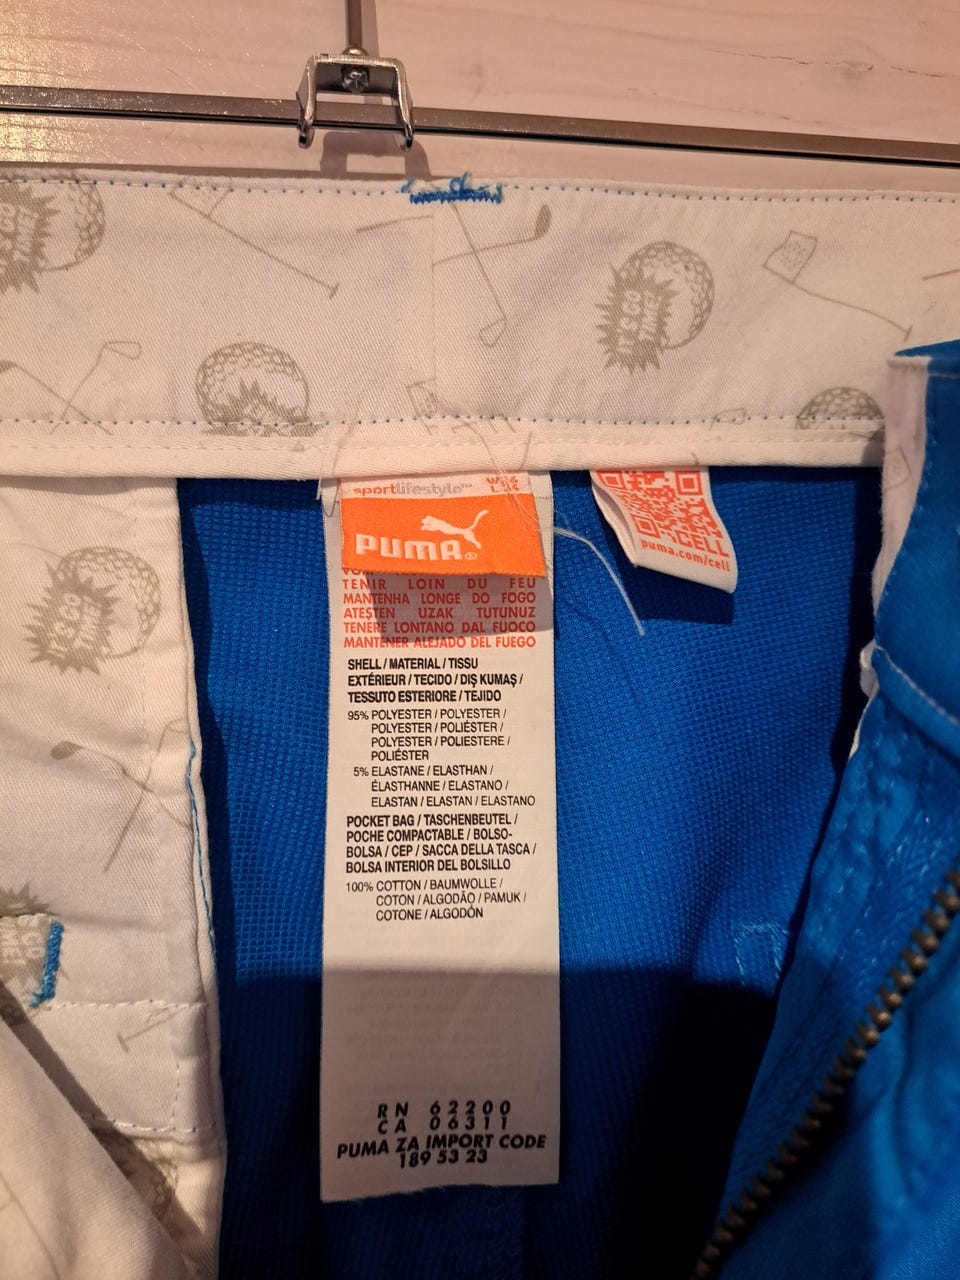 sportlifestyle™
L 34
PUMA®
TENIR LOIN DU FEU
MANTENHA LONGE DO FOGO
ATEŞTEN UZAK TUTUNUZ
TENERE LONTANO DAL FUOCO
MANTENER ALEJADO DEL FUEGO
SHELL / MATERIAL / TISSU
EXTÉRIEUR / TECIDO / DIŞ KUMAŞ /
TESSUTO ESTERIORE / TEJIDO
95% POLYESTER / POLYESTER /
POLYESTER / POLIÉSTER /
POLYESTER / POLIESTERE /
POLIÉSTER
5% ELASTANE / ELASTHAN /
ÉLASTHANNE / ELASTANO /
ELASTAN / ELASTAN / ELASTANO
POCKET BAG / TASCHENBEUTEL /
POCHE COMPACTABLE / BOLSO-
BOLSA / CEP / SACCA DELLA TASCA /
BOLSA INTERIOR DEL BOLSILLO
100% COTTON / BAUMWOLLE /
COTON / ALGODÃO / PAMUK /
COTONE / ALGODÓN
RN 62200
CA 06311
PUMA ZA IMPORT CODE
189 53 23
CELL
puma.com/cell